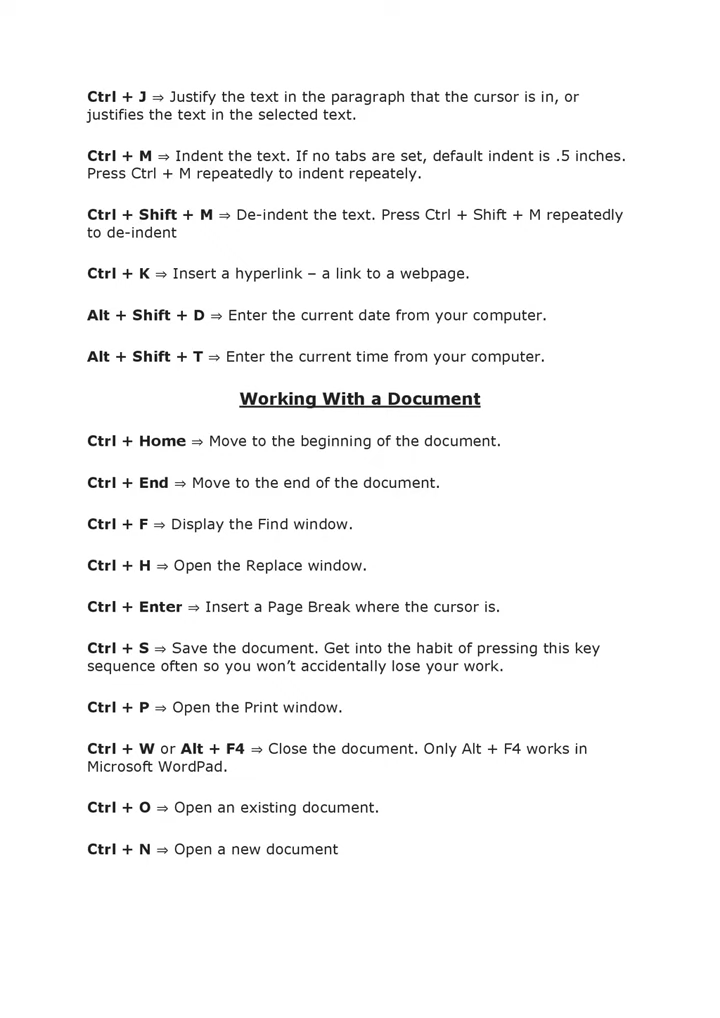 Ctrl + J ⇒ Justify the text in the paragraph that the cursor is in, or
justifies the text in the selected text.
Ctrl + M ⇒ Indent the text. If no tabs are set, default indent is .5 inches.
Press Ctrl + M repeatedly to indent repeately.
Ctrl + Shift + M ⇒ De-indent the text. Press Ctrl + Shift + M repeatedly
to de-indent
Ctrl + K ⇒ Insert a hyperlink – a link to a webpage.
Alt + Shift + D ⇒ Enter the current date from your computer.
Alt + Shift + T ⇒ Enter the current time from your computer.
Working With a Document
Ctrl + Home ⇒ Move to the beginning of the document.
Ctrl + End ⇒ Move to the end of the document.
Ctrl + F ⇒ Display the Find window.
Ctrl + H ⇒ Open the Replace window.
Ctrl + Enter ⇒ Insert a Page Break where the cursor is.
Ctrl + S ⇒ Save the document. Get into the habit of pressing this key
sequence often so you won’t accidentally lose your work.
Ctrl + P ⇒ Open the Print window.
Ctrl + W or Alt + F4 ⇒ Close the document. Only Alt + F4 works in
Microsoft WordPad.
Ctrl + O ⇒ Open an existing document.
Ctrl + N ⇒ Open a new document